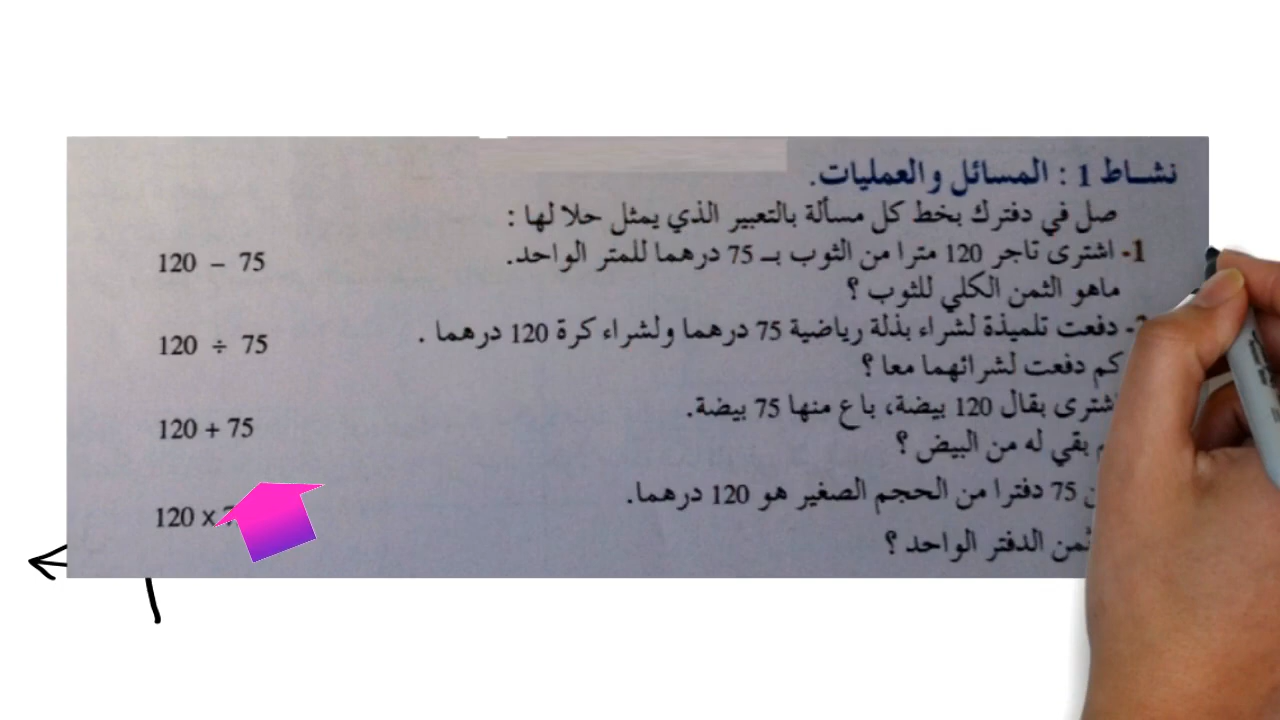 نشــاط 1 : المسائل والعمليات.
صل في دفترك بخط كل مسألة بالتعبير الذي يمثل حلا لها :
1- اشترى تاجر 120 مترا من الثوب بـ 75 درهما للمتر الواحد.
ماهو الثمن الكلي للثوب ؟
دفعت تلميذة لشراء بذلة رياضية 75 درهما ولشراء كرة 120 درهما .
كم دفعت لشرائهما معا ؟
اشترى بقال 120 بيضة، باع منها 75 بيضة.
بقي له من البيض ؟
75 دفترا من الحجم الصغير هو 120 درهما.
ثمن الدفتر الواحد ؟
120 – 75
120 ÷ 75
120 + 75
120 x